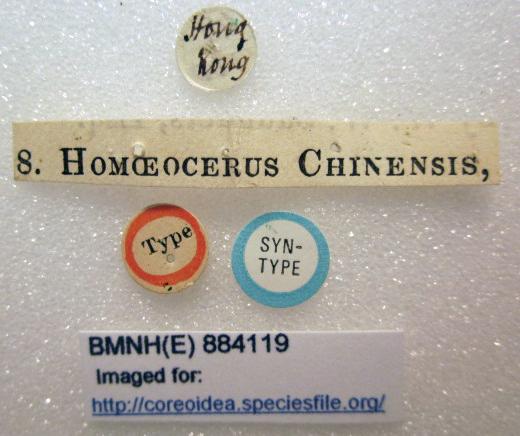 Hong
Kong
8. HOMŒOCERUS CHINENSIS,
Type
SYN-
TYPE
BMNH(E) 884119
Imaged for:
http://coreoidea.speciesfile.org/